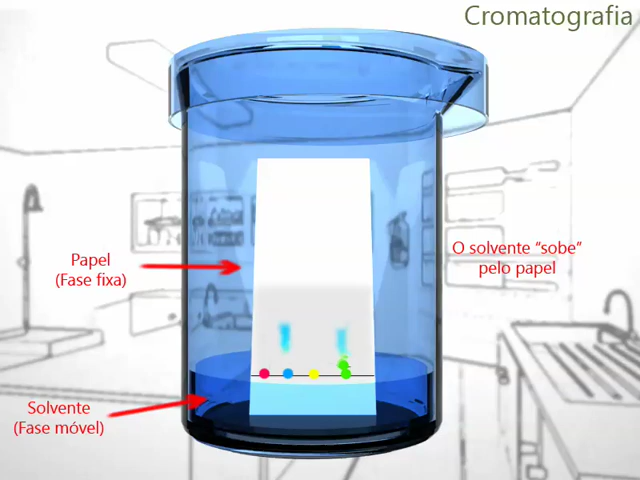 Cromatografia
Papel
(Fase fixa)
O solvente “sobe”
pelo papel
Solvente
(Fase móvel)